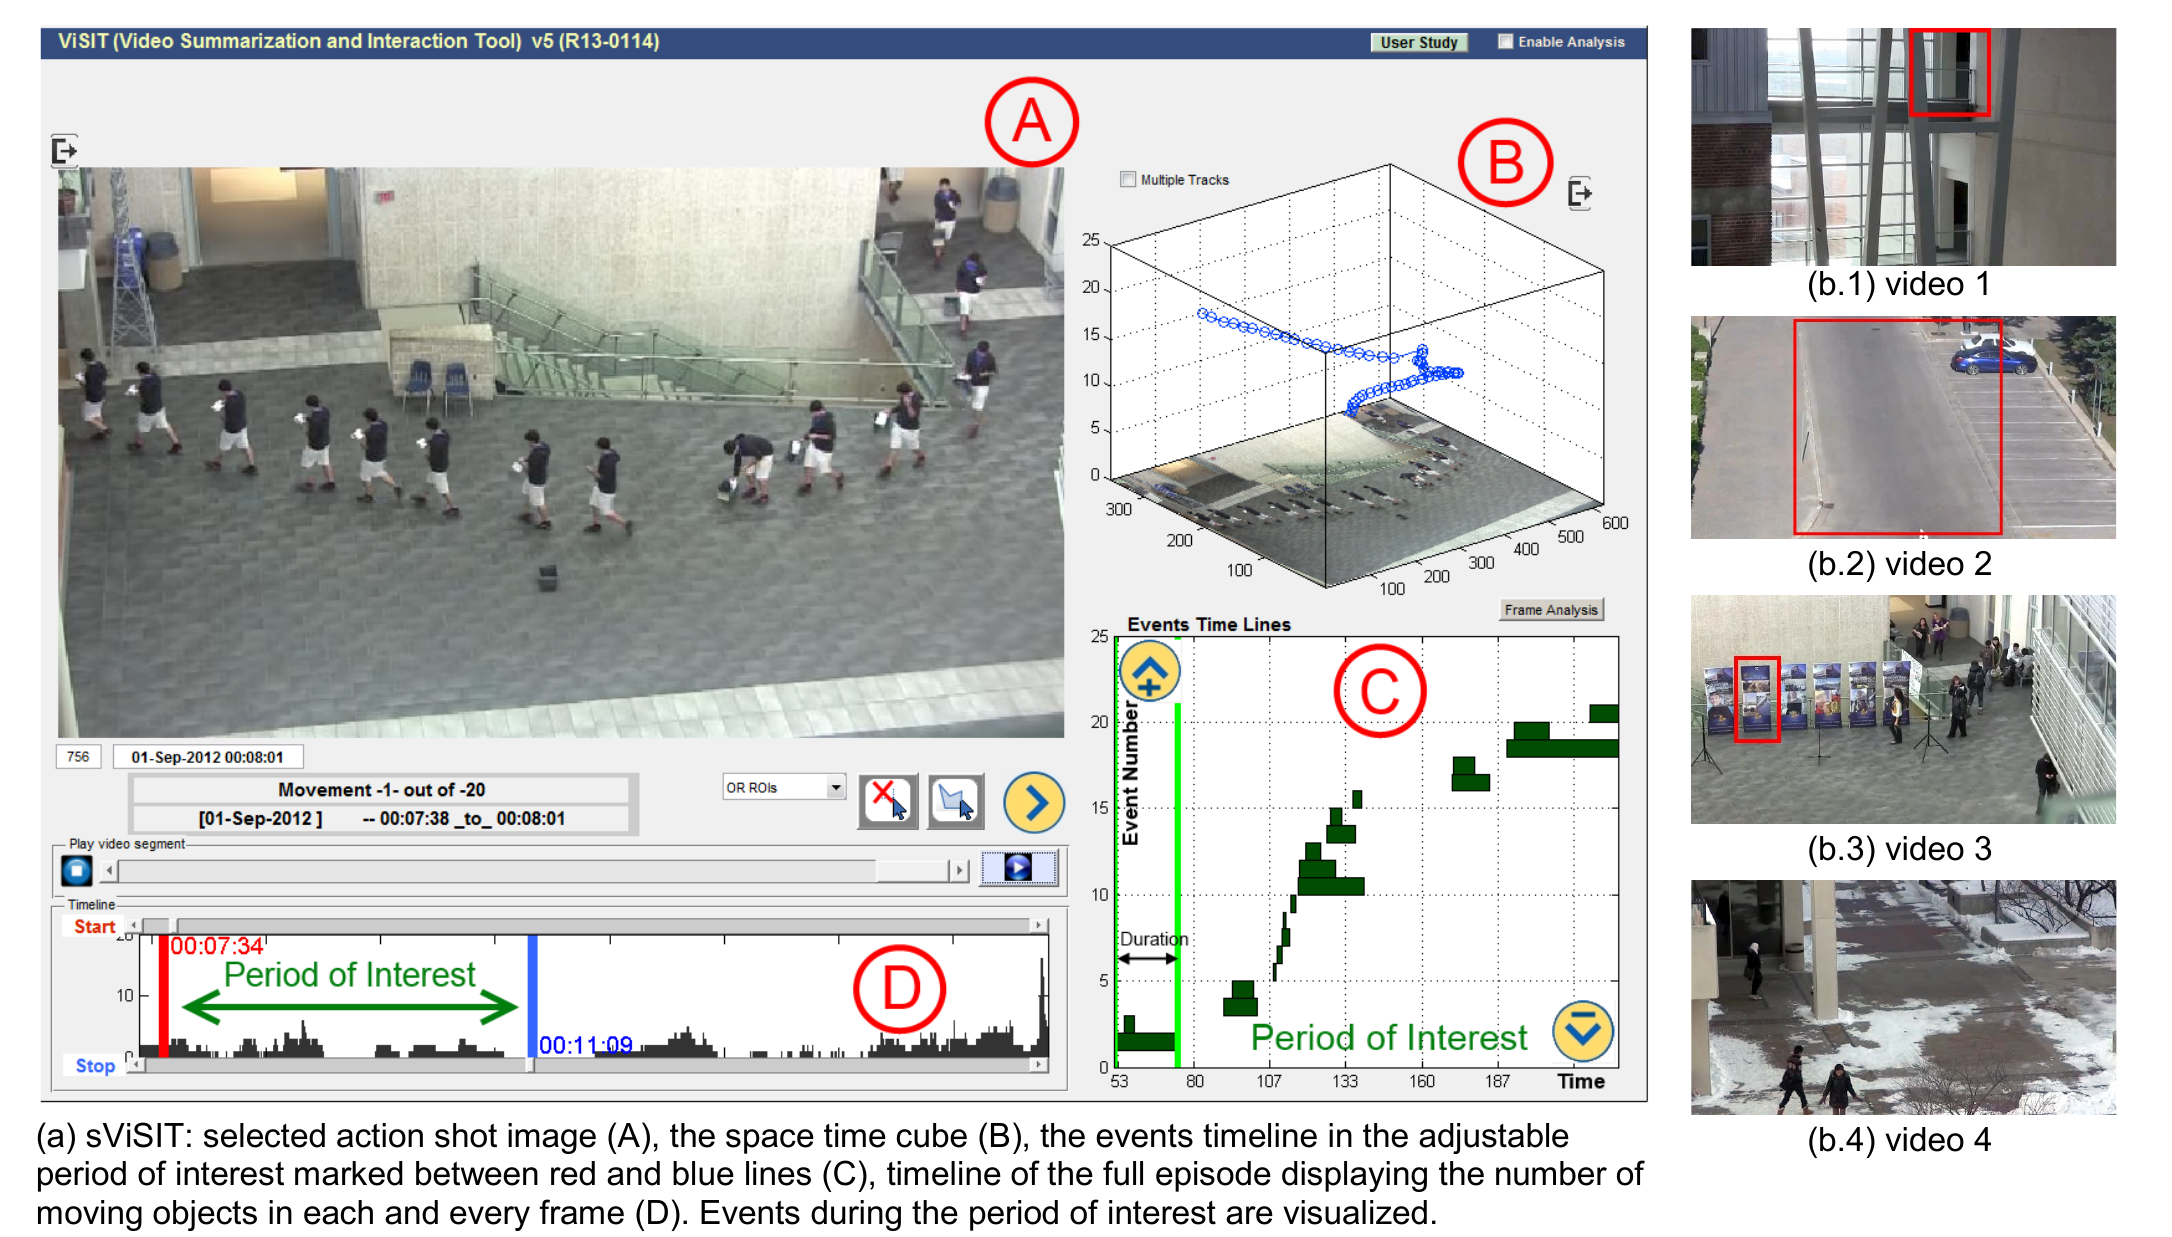 ViSIT (Video Summarization and Interaction Tool) v5 (R13-0114)
User Study
Enable Analysis
A
B
Multiple Tracks
25
20
15
10
5
0
300
200
100
100
200
300
400
500
600
756
01-Sep-2012 00:08:01
Movement -1- out of -20
[01-Sep-2012 ] -- 00:07:38 _to_ 00:08:01
OR ROIs
Play video segment
Timeline
Start
Stop
20
10
0
00:07:34
Period of Interest
00:11:09
D
Frame Analysis
Events Time Lines
C
Event Number
25
20
15
10
5
0
Duration
Period of Interest
53
80
107
133
160
187
Time
(b.1) video 1
(b.2) video 2
(b.3) video 3
(b.4) video 4
(a) sViSIT: selected action shot image (A), the space time cube (B), the events timeline in the adjustable
period of interest marked between red and blue lines (C), timeline of the full episode displaying the number of
moving objects in each and every frame (D). Events during the period of interest are visualized.